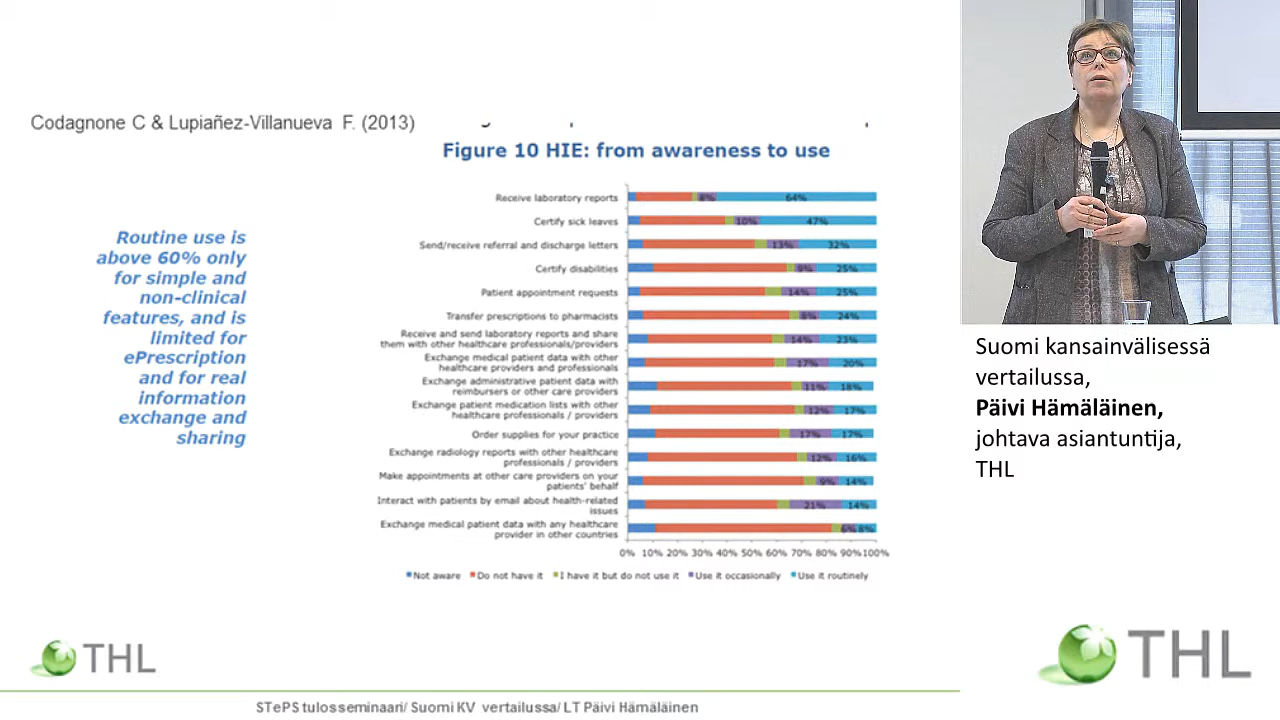 Codagnone C & Lupiañez-Villanueva F. (2013)
Figure 10 HIE: from awareness to use
Routine use is
above 60% only
for simple and
non-clinical
features, and is
limited for
ePrescription
and for real
information
exchange and
sharing
Receive laboratory reports 8% 64%
Certify sick leaves 10% 47%
Send/receive referral and discharge letters 13% 32%
Certify disabilities 9% 25%
Patient appointment requests 14% 25%
Transfer prescriptions to pharmacists 8% 24%
Receive and send laboratory reports and share
them with other healthcare professionals/providers 14% 23%
Exchange medical patient data with other
healthcare providers and professionals 17% 20%
Exchange administrative patient data with
reimbursers or other care providers 11% 18%
Exchange patient medication lists with other
healthcare professionals / providers 12% 17%
Order supplies for your practice 17% 17%
Exchange radiology reports with other healthcare
professionals / providers 12% 16%
Make appointments at other care providers on your
patients' behalf 9% 14%
Interact with patients by email about health-related
issues 21% 14%
Exchange medical patient data with any healthcare
provider in other countries 6% 8%
0% 10% 20% 30% 40% 50% 60% 70% 80% 90% 100%
Not aware Do not have it I have it but do not use it Use it occasionally Use it routinely
THL
STePS tulosseminaari/ Suomi KV vertailussa/ LT Päivi Hämäläinen
Suomi kansainvälisessä
vertailussa,
Päivi Hämäläinen,
johtava asiantuntija,
THL
THL